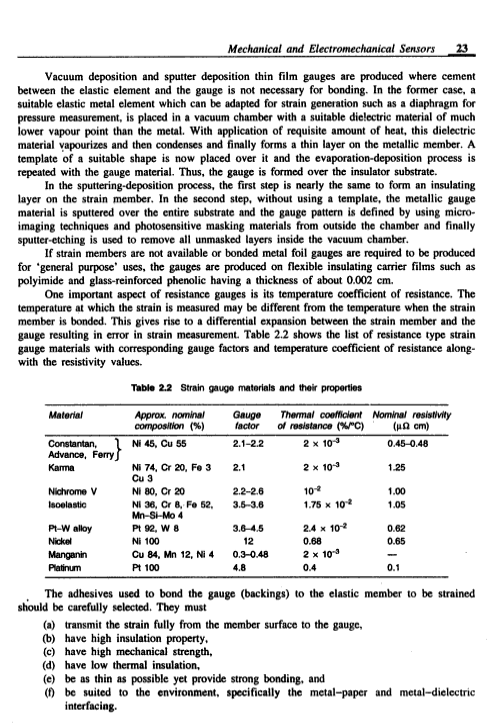 Mechanical and Electromechanical Sensors 23
Vacuum deposition and sputter deposition thin film gauges are produced where cement
between the elastic element and the gauge is not necessary for bonding. In the former case, a
suitable elastic metal element which can be adapted for strain generation such as a diaphragm for
pressure measurement, is placed in a vacuum chamber with a suitable dielectric material of much
lower vapour point than the metal. With application of requisite amount of heat, this dielectric
material vapourizes and then condenses and finally forms a thin layer on the metallic member. A
template of a suitable shape is now placed over it and the evaporation-deposition process is
repeated with the gauge material. Thus, the gauge is formed over the insulator substrate.
In the sputtering-deposition process, the first step is nearly the same to form an insulating
layer on the strain member. In the second step, without using a template, the metallic gauge
material is sputtered over the entire substrate and the gauge pattern is defined by using micro-
imaging techniques and photosensitive masking materials from outside the chamber and finally
sputter-etching is used to remove all unmasked layers inside the vacuum chamber.
If strain members are not available or bonded metal foil gauges are required to be produced
for 'general purpose' uses, the gauges are produced on flexible insulating carrier films such as
polyimide and glass-reinforced phenolic having a thickness of about 0.002 cm.
One important aspect of resistance gauges is its temperature coefficient of resistance. The
temperature at which the strain is measured may be different from the temperature when the strain
member is bonded. This gives rise to a differential expansion between the strain member and the
gauge resulting in error in strain measurement. Table 2.2 shows the list of resistance type strain
gauge materials with corresponding gauge factors and temperature coefficient of resistance along-
with the resistivity values.
Table 2.2 Strain gauge materials and their properties
Material Approx. nominal Gauge Thermal coefficient Nominal resistivity
composition (%) factor of resistance (%/°C) (μΩ cm)
Constantan, } Ni 45, Cu 55 2.1-2.2 2 × 10⁻³ 0.45-0.48
Advance, Ferry
Karma Ni 74, Cr 20, Fe 3 2.1 2 × 10⁻³ 1.25
Cu 3
Nichrome V Ni 80, Cr 20 2.2-2.6 10⁻² 1.00
Isoelastic Ni 36, Cr 8, Fe 52, 3.5-3.6 1.75 × 10⁻² 1.05
Mn-Si-Mo 4
Pt-W alloy Pt 92, W 8 3.6-4.5 2.4 × 10⁻² 0.62
Nickel Ni 100 12 0.68 0.65
Manganin Cu 84, Mn 12, Ni 4 0.3-0.48 2 × 10⁻³ —
Platinum Pt 100 4.8 0.4 0.1
The adhesives used to bond the gauge (backings) to the elastic member to be strained
should be carefully selected. They must
(a) transmit the strain fully from the member surface to the gauge,
(b) have high insulation property,
(c) have high mechanical strength,
(d) have low thermal insulation,
(e) be as thin as possible yet provide strong bonding, and
(f) be suited to the environment, specifically the metal-paper and metal-dielectric
interfacing.